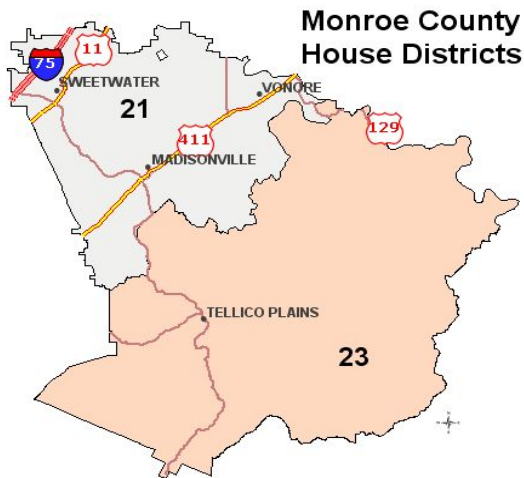 Monroe County
House Districts
11
75
SWEETWATER
21
VONORE
129
411
MADISONVILLE
TELLICO PLAINS
23